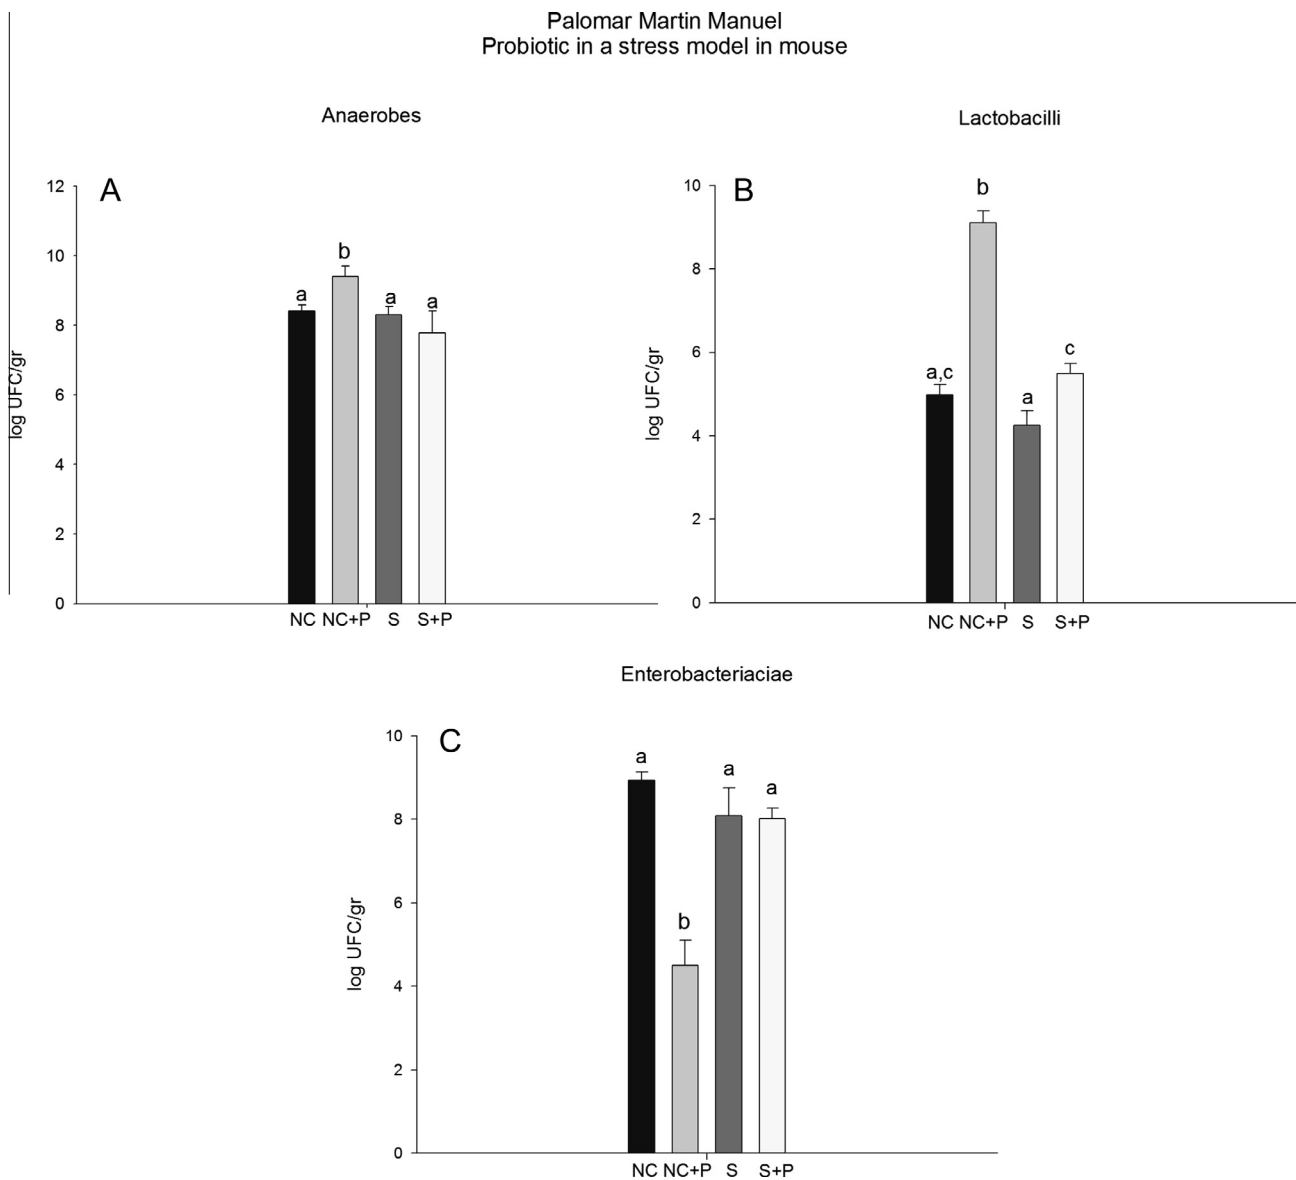 Palomar Martin Manuel
Probiotic in a stress model in mouse
Anaerobes
A
12
10
8
6
4
2
0
log UFC/gr
a
b
a
a
NC NC+P S S+P
Lactobacilli
B
10
8
6
4
2
0
log UFC/gr
a,c
b
a
c
NC NC+P S S+P
Enterobacteriaciae
C
10
8
6
4
2
0
log UFC/gr
a
b
a
a
NC NC+P S S+P